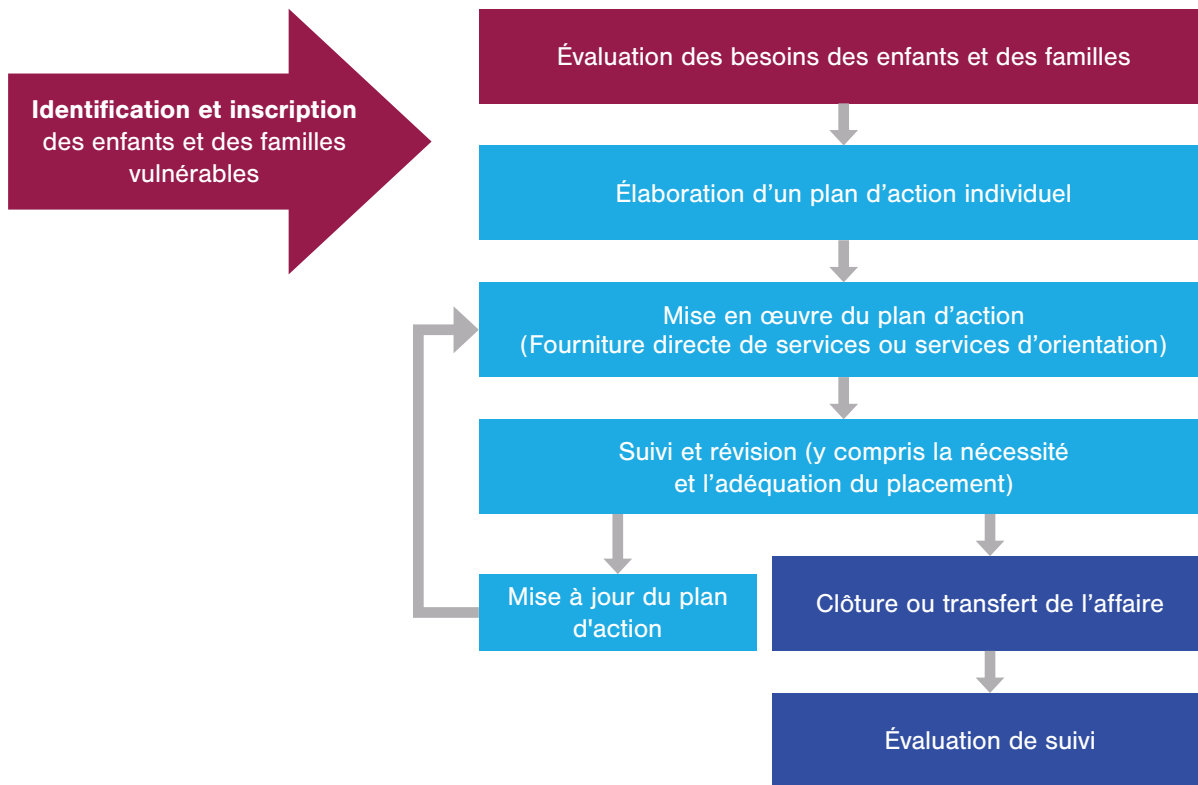 Identification et inscription
des enfants et des familles
vulnérables
Évaluation des besoins des enfants et des familles
Élaboration d’un plan d’action individuel
Mise en œuvre du plan d’action
(Fourniture directe de services ou services d’orientation)
Suivi et révision (y compris la nécessité
et l’adéquation du placement)
Mise à jour du plan
d'action
Clôture ou transfert de l’affaire
Évaluation de suivi